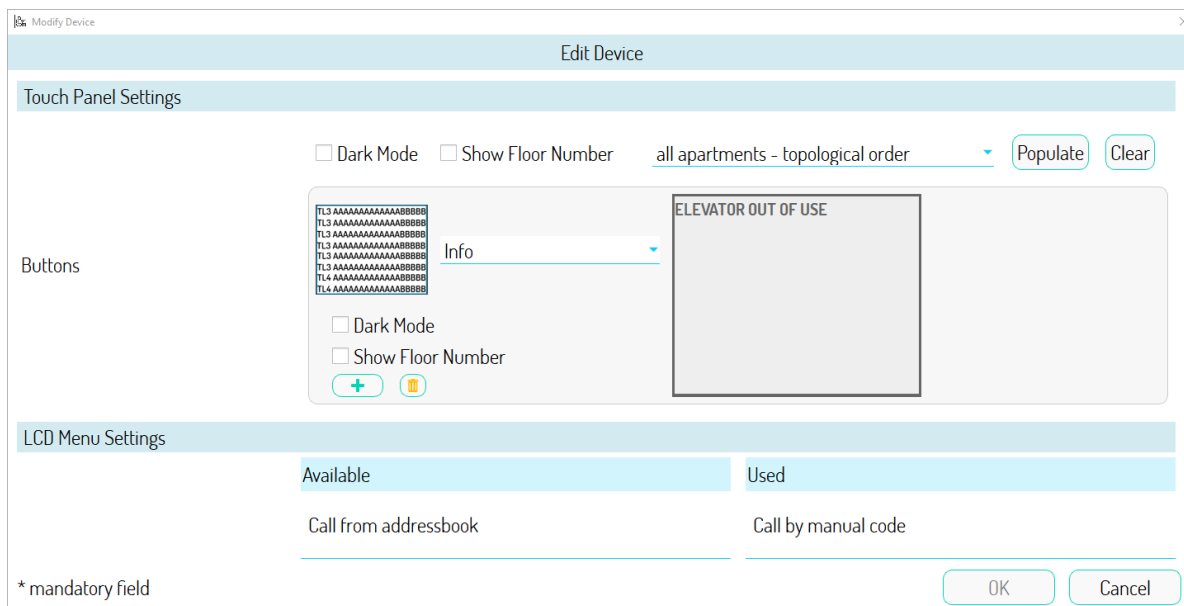 Modify Device
Edit Device
Touch Panel Settings
Dark Mode Show Floor Number all apartments - topological order Populate Clear
TL3 AAAAAAAAAAAAABBBBB
TL3 AAAAAAAAAAAAABBBBB
TL3 AAAAAAAAAAAAABBBBB
TL3 AAAAAAAAAAAAABBBBB
TL3 AAAAAAAAAAAAABBBBB
TL3 AAAAAAAAAAAAABBBBB
TL4 AAAAAAAAAAAAABBBBB
TL4 AAAAAAAAAAAAABBBBB
Info
ELEVATOR OUT OF USE
Buttons
Dark Mode
Show Floor Number
LCD Menu Settings
Available Used
Call from addressbook Call by manual code
* mandatory field OK Cancel